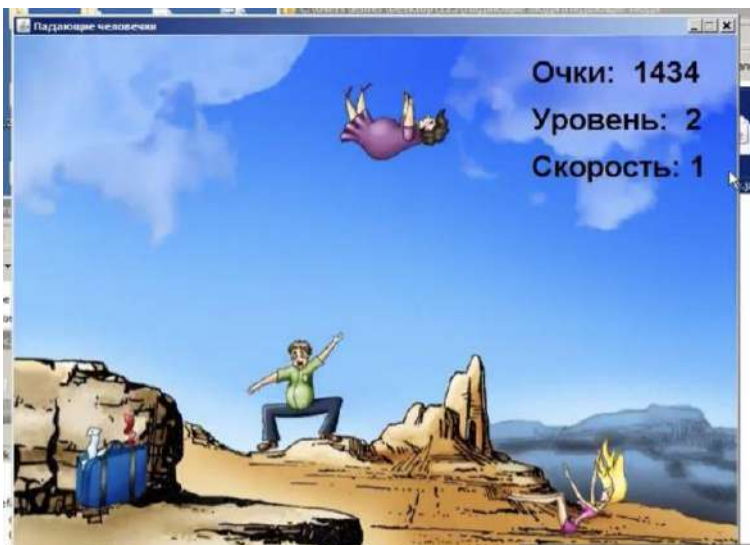 Падающие человечки
Очки: 1434
Уровень: 2
Скорость: 1